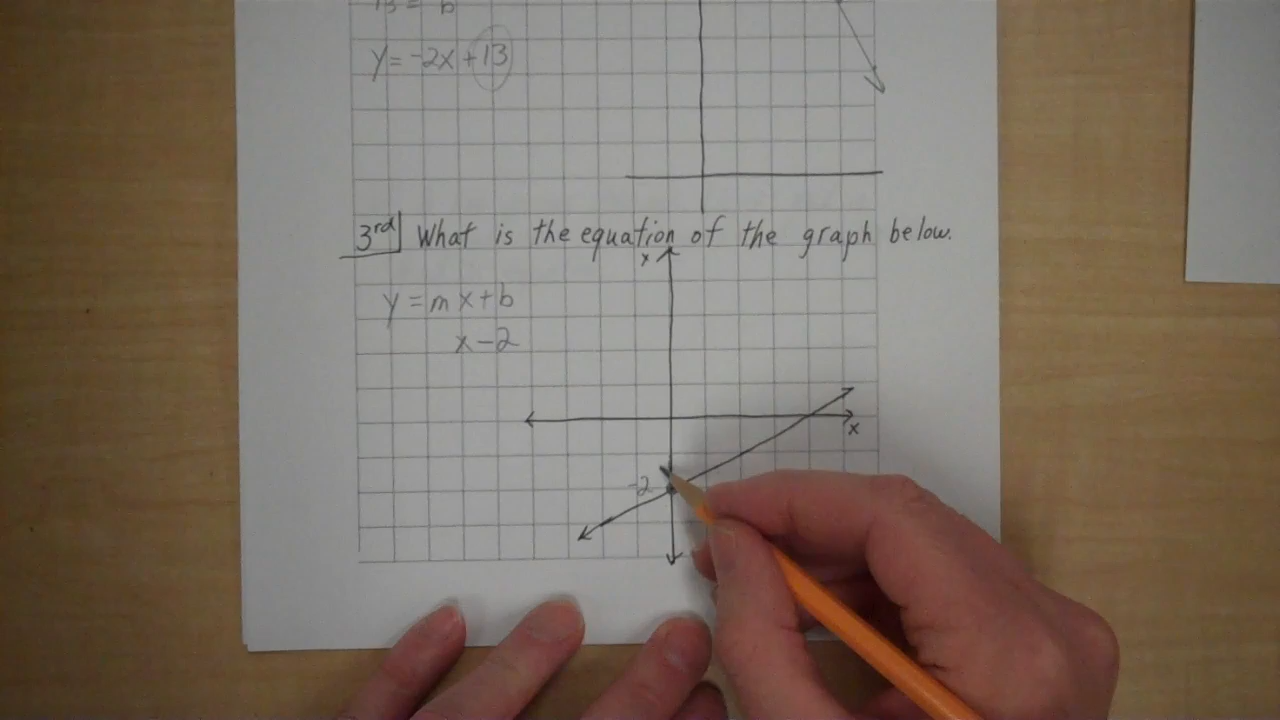 13 = b
y = -2x + 13
3rd What is the equation of the graph below.
x
y = mx + b
x - 2
x
-2